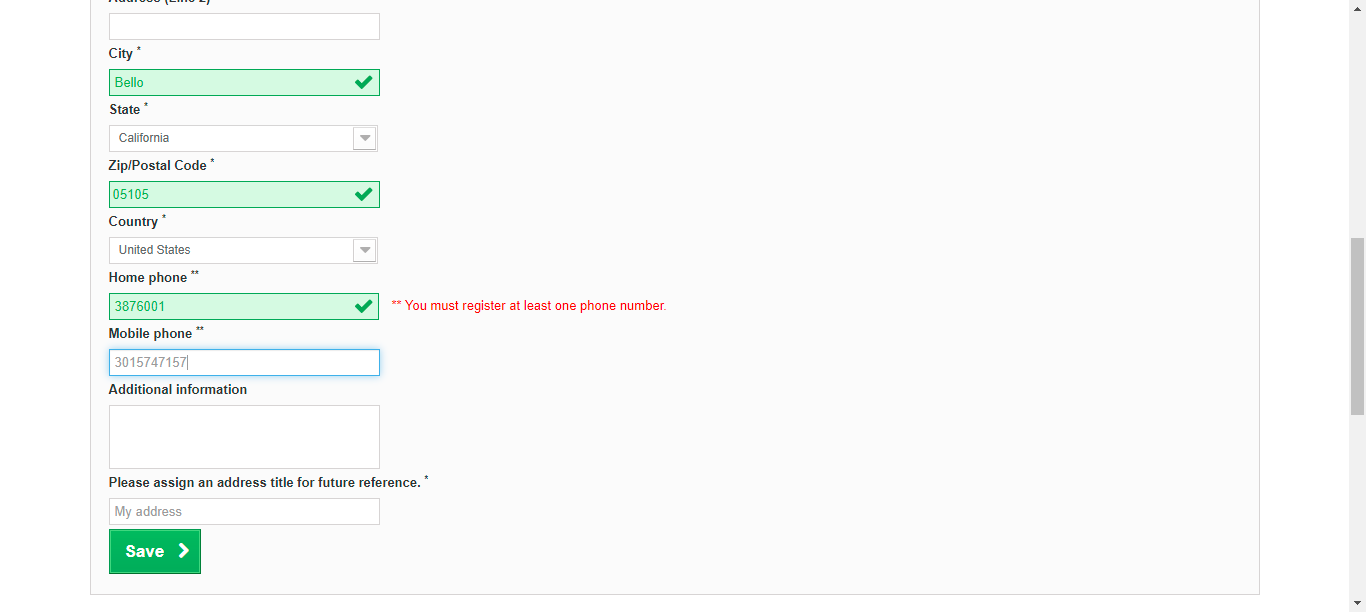 Address (Line 2)
City *
Bello
State *
California
Zip/Postal Code *
05105
Country *
United States
Home phone **
3876001
** You must register at least one phone number.
Mobile phone **
3015747157
Additional information
Please assign an address title for future reference. *
My address
Save